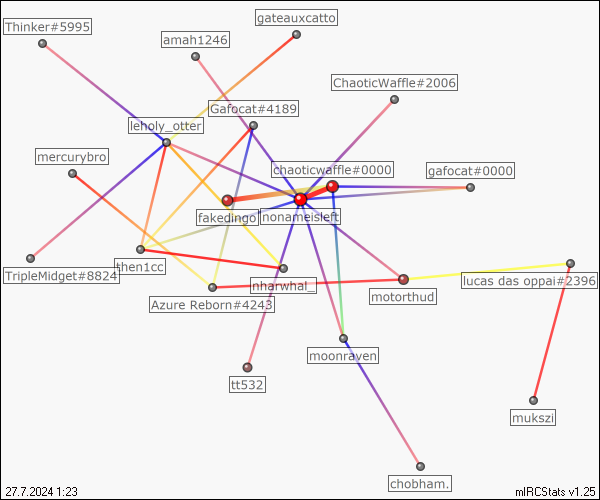 gateauxcatto
Thinker#5995
amah1246
ChaoticWaffle#2006
Gafocat#4189
leholy_otter
mercurybro
chaoticwaffle#0000
gafocat#0000
fakedingo
nonameisleft
then1cc
TripleMidget#8824
nharwhal_
lucas das oppai#2396
motorthud
Azure Reborn#4243
moonraven
tt532
mukszi
chobham.
27.7.2024 1:23
mIRCStats v1.25